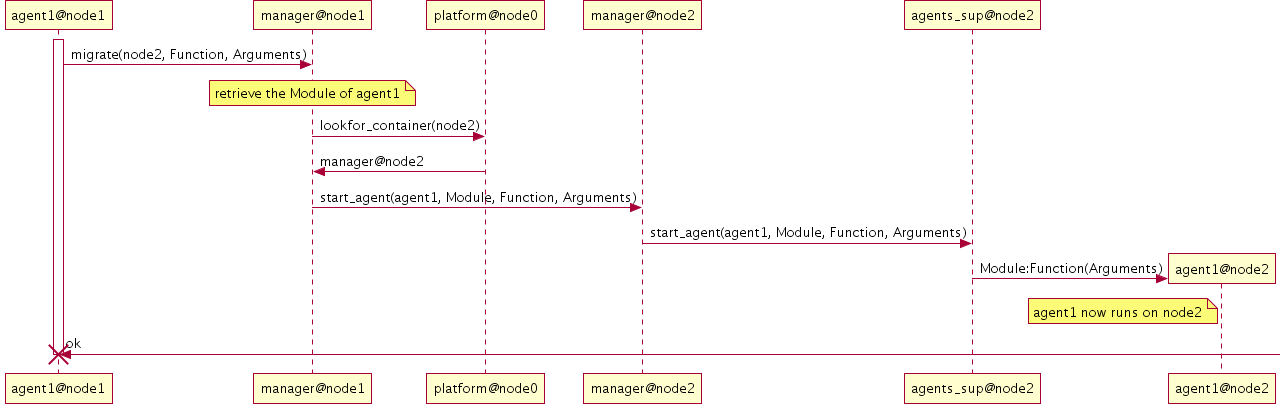 agent1@node1
manager@node1
platform@node0
manager@node2
agents_sup@node2
migrate(node2, Function, Arguments)
retrieve the Module of agent1
lookfor_container(node2)
manager@node2
start_agent(agent1, Module, Function, Arguments)
start_agent(agent1, Module, Function, Arguments)
Module:Function(Arguments)
agent1@node2
agent1 now runs on node2
ok
agent1@node1
manager@node1
platform@node0
manager@node2
agents_sup@node2
agent1@node2